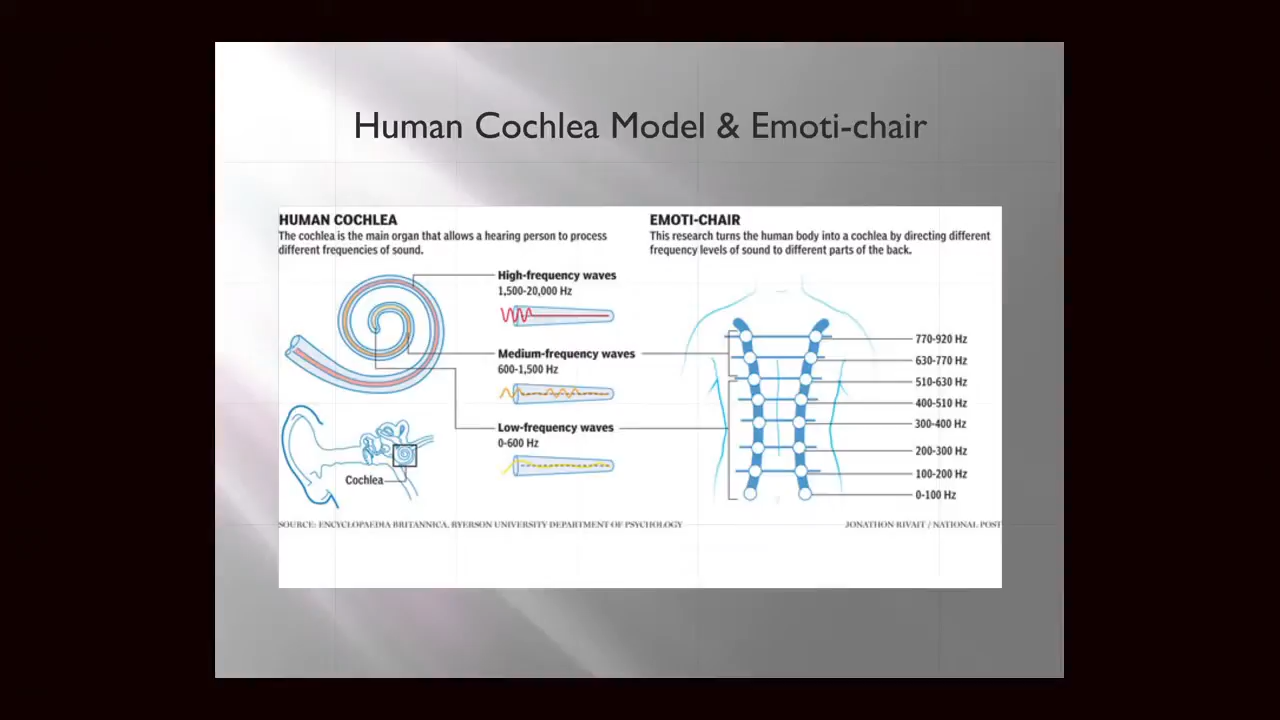 Human Cochlea Model & Emoti-chair
HUMAN COCHLEA
The cochlea is the main organ that allows a hearing person to process
different frequencies of sound.
High-frequency waves
1,500-20,000 Hz
Medium-frequency waves
600-1,500 Hz
Low-frequency waves
0-600 Hz
Cochlea
EMOTI-CHAIR
This research turns the human body into a cochlea by directing different
frequency levels of sound to different parts of the back.
770-920 Hz
630-770 Hz
510-630 Hz
400-510 Hz
300-400 Hz
200-300 Hz
100-200 Hz
0-100 Hz
SOURCE: ENCYCLOPAEDIA BRITANNICA, RYERSON UNIVERSITY DEPARTMENT OF PSYCHOLOGY
JONATHON RIVAIT / NATIONAL POST